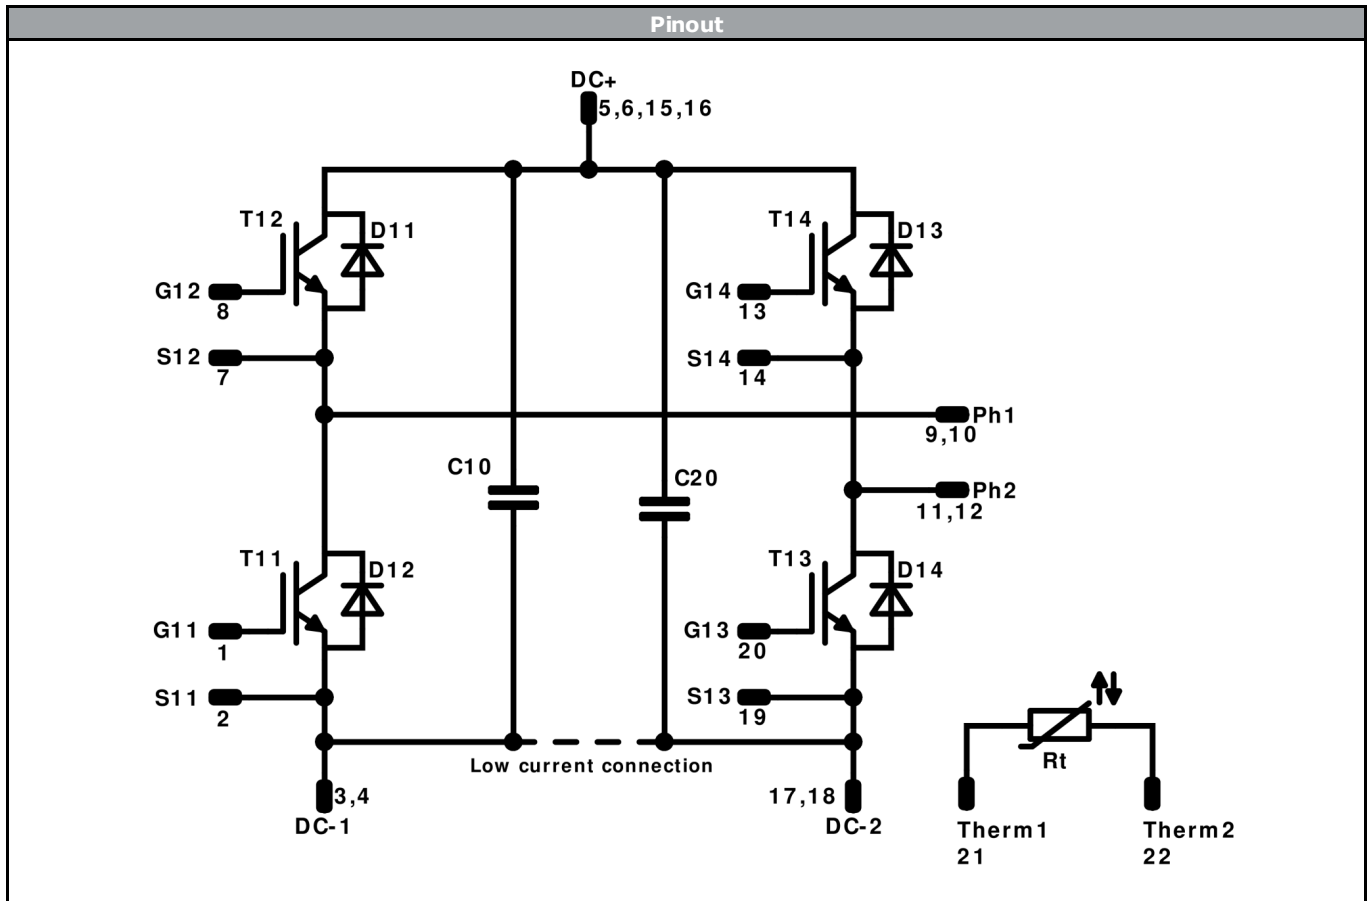 Pinout
DC+
5,6,15,16
T12
D11
T14
D13
G12
8
G14
13
S12
7
S14
14
Ph1
9,10
C10
C20
Ph2
11,12
T11
D12
T13
D14
G11
1
G13
20
S11
2
S13
19
Low current connection
Rt
3,4
DC-1
17,18
DC-2
Therm1
21
Therm2
22